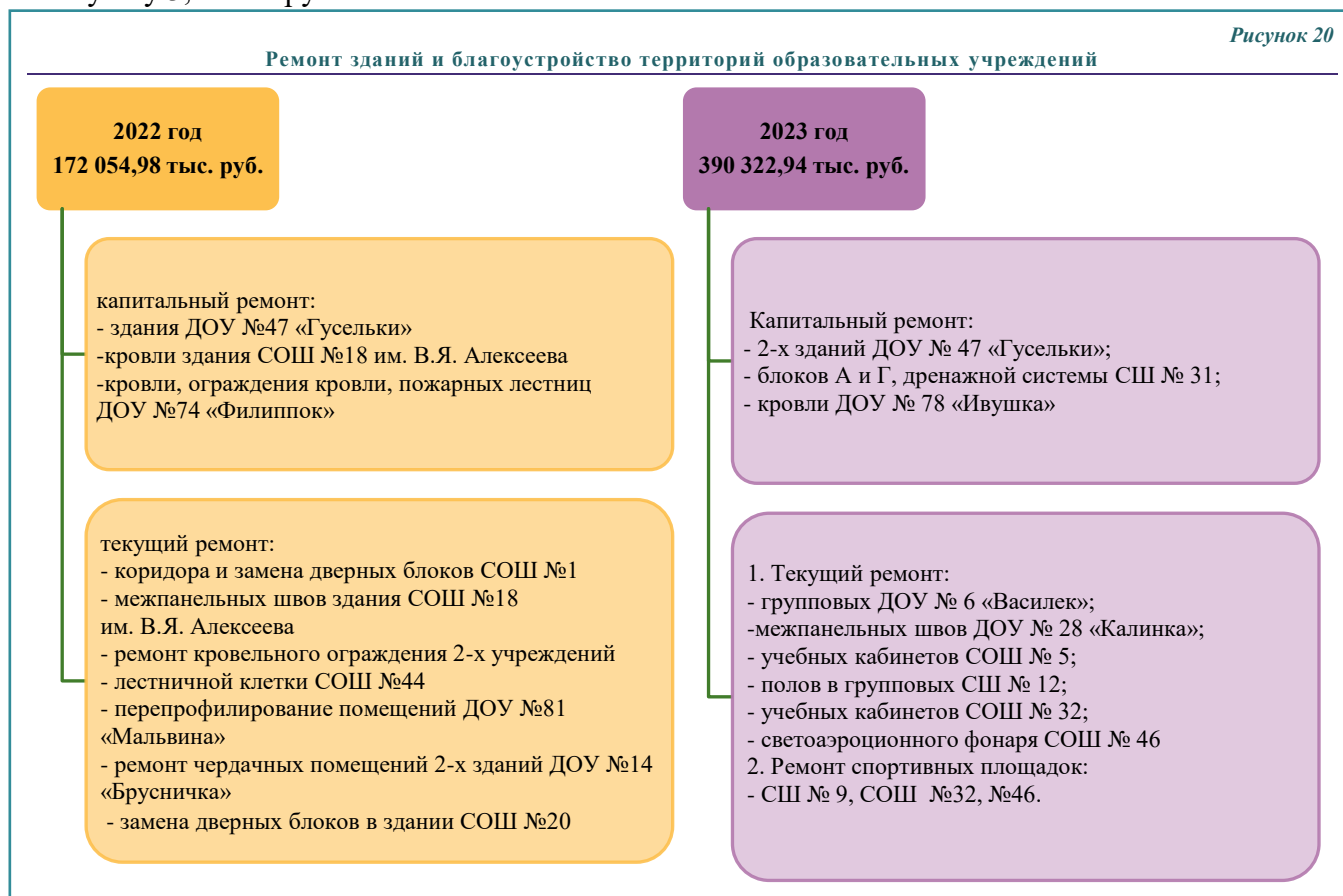 Рисунок 20
Ремонт зданий и благоустройство территорий образовательных учреждений
2022 год
172 054,98 тыс. руб.
капитальный ремонт:
- здания ДОУ №47 «Гусельки»
-кровли здания СОШ №18 им. В.Я. Алексеева
-кровли, ограждения кровли, пожарных лестниц
ДОУ №74 «Филиппок»
текущий ремонт:
- коридора и замена дверных блоков СОШ №1
- межпанельных швов здания СОШ №18
им. В.Я. Алексеева
- ремонт кровельного ограждения 2-х учреждений
- лестничной клетки СОШ №44
- перепрофилирование помещений ДОУ №81
«Мальвина»
- ремонт чердачных помещений 2-х зданий ДОУ №14
«Брусничка»
- замена дверных блоков в здании СОШ №20
2023 год
390 322,94 тыс. руб.
Капитальный ремонт:
- 2-х зданий ДОУ № 47 «Гусельки»;
- блоков А и Г, дренажной системы СШ № 31;
- кровли ДОУ № 78 «Ивушка»
1. Текущий ремонт:
- групповых ДОУ № 6 «Василек»;
-межпанельных швов ДОУ № 28 «Калинка»;
- учебных кабинетов СОШ № 5;
- полов в групповых СШ № 12;
- учебных кабинетов СОШ № 32;
- светоаэроционного фонаря СОШ № 46
2. Ремонт спортивных площадок:
- СШ № 9, СОШ №32, №46.